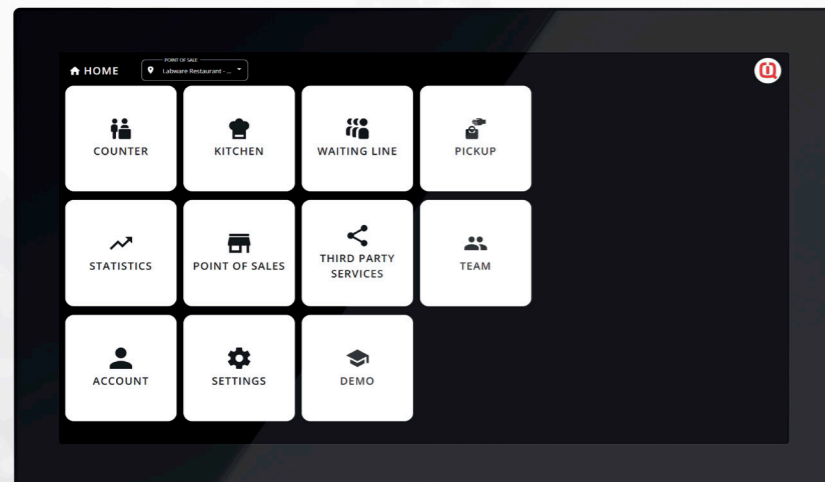 HOME
POINT OF SALE
Labware Restaurant - ...
COUNTER
KITCHEN
WAITING LINE
PICKUP
STATISTICS
POINT OF SALES
THIRD PARTY
SERVICES
TEAM
ACCOUNT
SETTINGS
DEMO